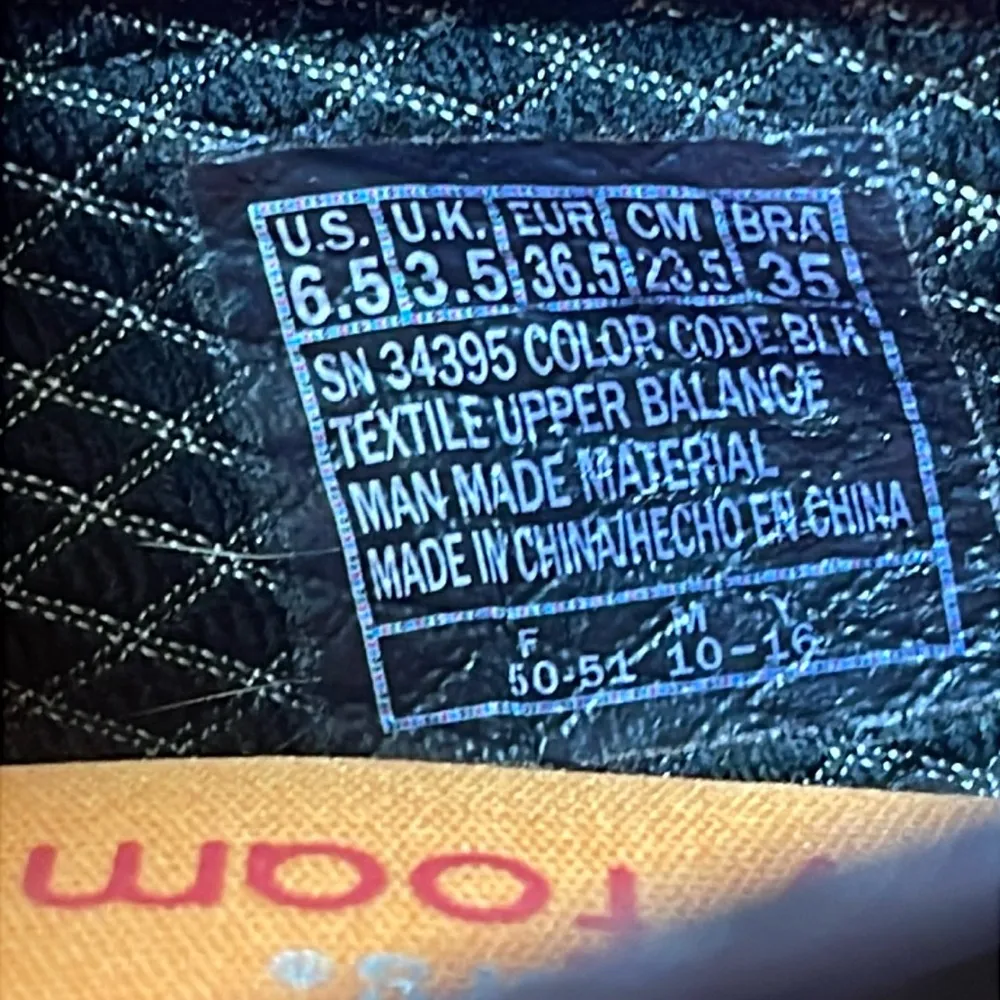 U.S. U.K. EUR CM BRA
6.5 3.5 36.5 23.5 35
SN 34395 COLOR CODE:BLK
TEXTILE UPPER BALANCE
MAN MADE MATERIAL
MADE IN CHINA/HECHO EN CHINA
F M Y
50-51 10-16
foam